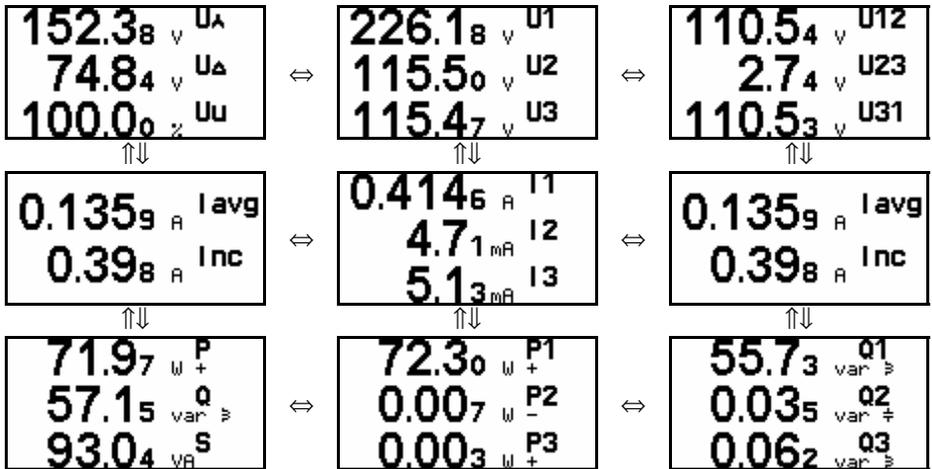 152.38 V U⅄ 226.18 V U1 110.54 V U12
74.84 V U∆ ⇔ 115.50 V U2 ⇔ 2.74 V U23
100.00 % Uu 115.47 V U3 110.53 V U31
⇑⇓ ⇑⇓ ⇑⇓
0.1359 A Iavg 0.4146 A I1 0.1359 A Iavg
0.398 A Inc ⇔ 4.71 mA I2 ⇔ 0.398 A Inc
5.13 mA I3
⇑⇓ ⇑⇓ ⇑⇓
71.97 W P + 72.30 W P1 + 55.73 var Q1
57.15 var Q ⇔ 0.007 W P2 − ⇔ 0.035 var Q2
93.04 VA S 0.003 W P3 + 0.062 var Q3